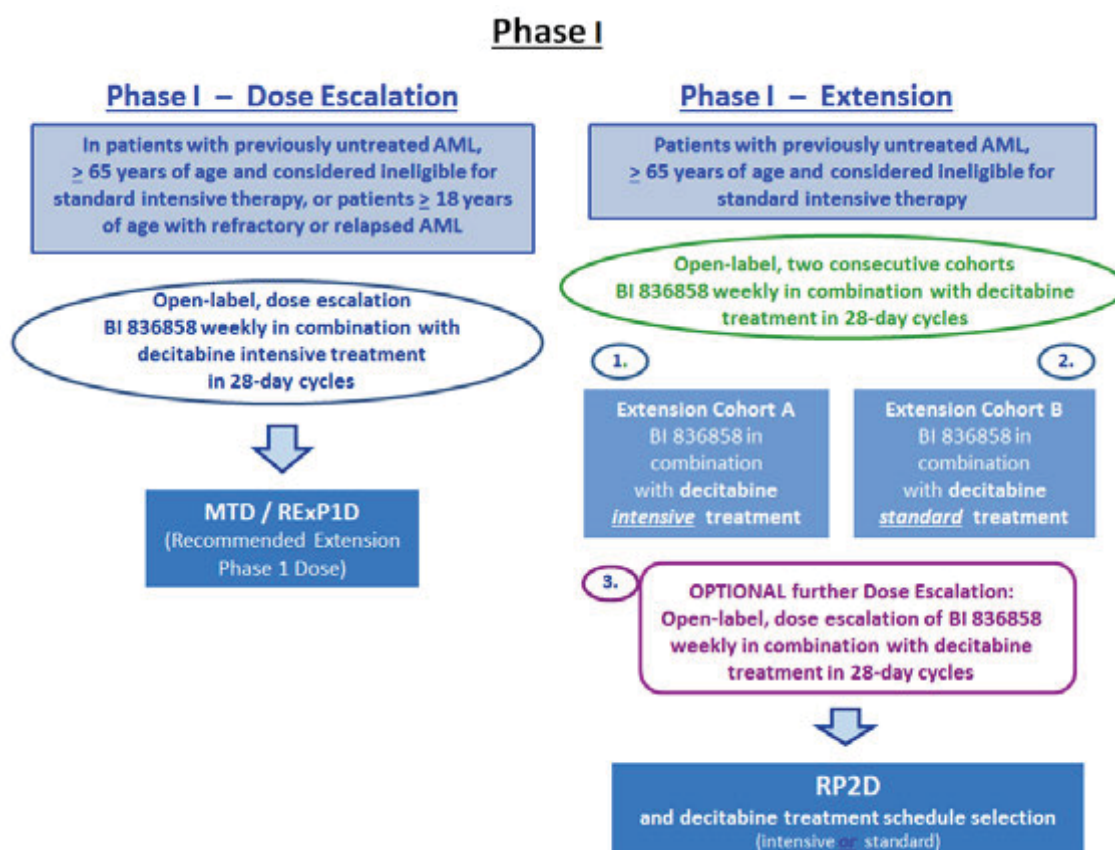 Phase I
Phase I – Dose Escalation
In patients with previously untreated AML,
≥ 65 years of age and considered ineligible for
standard intensive therapy, or patients ≥ 18 years
of age with refractory or relapsed AML
Open-label, dose escalation
BI 836858 weekly in combination with
decitabine intensive treatment
in 28-day cycles
MTD / RExP1D
(Recommended Extension
Phase 1 Dose)
Phase I – Extension
Patients with previously untreated AML,
≥ 65 years of age and considered ineligible for
standard intensive therapy
Open-label, two consecutive cohorts
BI 836858 weekly in combination with decitabine
treatment in 28-day cycles
1.
Extension Cohort A
BI 836858 in
combination
with decitabine
intensive treatment
2.
Extension Cohort B
BI 836858 in
combination
with decitabine
standard treatment
3.
OPTIONAL further Dose Escalation:
Open-label, dose escalation of BI 836858
weekly in combination with decitabine
treatment in 28-day cycles
RP2D
and decitabine treatment schedule selection
(intensive or standard)